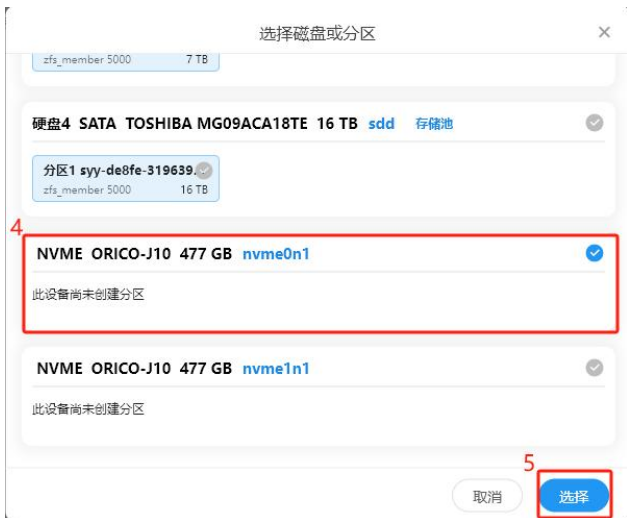 选择磁盘或分区 ×
zfs_member 5000 7 TB
硬盘4 SATA TOSHIBA MG09ACA18TE 16 TB sdd 存储池
分区1 syy-de8fe-319639.
zfs_member 5000 16 TB
4
NVME ORICO-J10 477 GB nvme0n1
此设备尚未创建分区
NVME ORICO-J10 477 GB nvme1n1
此设备尚未创建分区
5
取消 选择